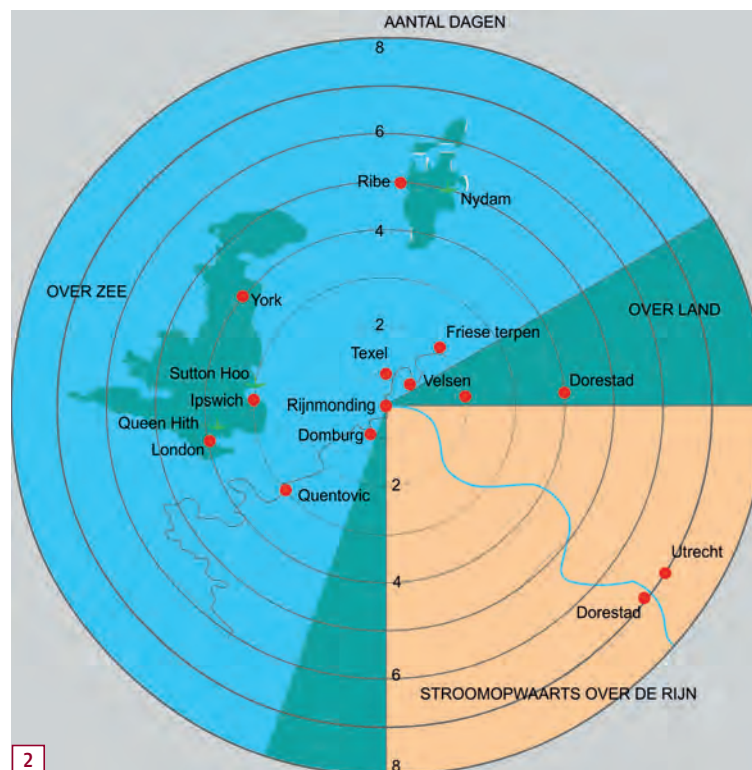 AANTAL DAGEN
8
6
Ribe
Nydam
4
OVER ZEE
York
OVER LAND
2
Friese terpen
Texel
Sutton Hoo
Velsen
Dorestad
Ipswich
Rijnmonding
Queen Hith
Domburg
London
2
Quentovic
Utrecht
4
Dorestad
6
STROOMOPWAARTS OVER DE RIJN
2
8